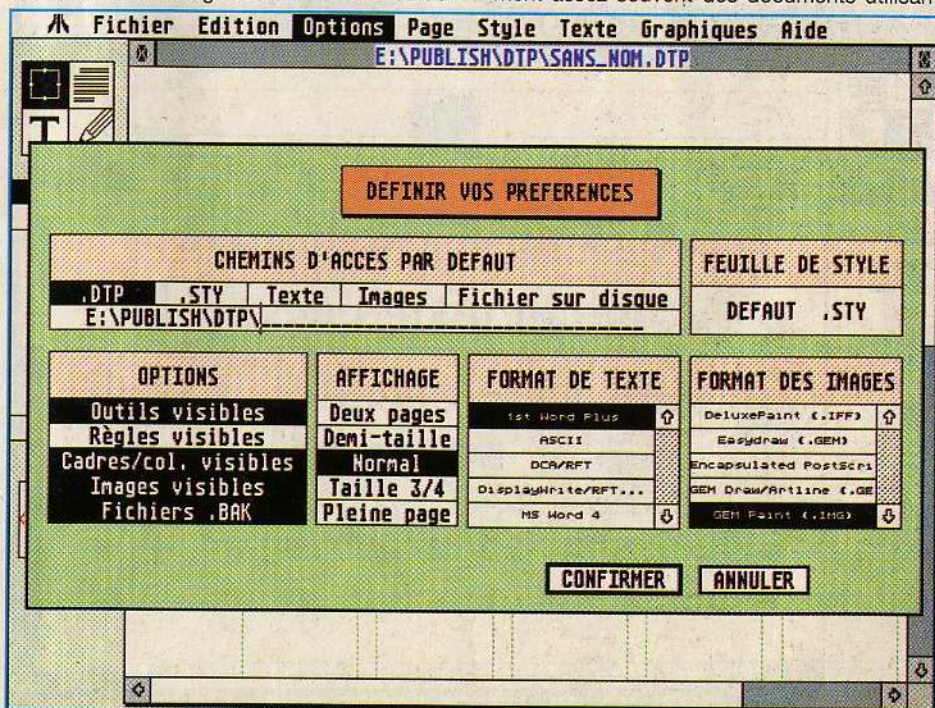 Fichier Edition Options Page Style Texte Graphiques Aide
E:\PUBLISH\DTP\SANS_NOM.DTP
T
DEFINIR VOS PREFERENCES
CHEMINS D'ACCES PAR DEFAUT
.DTP .STY Texte Images Fichier sur disque
E:\PUBLISH\DTP\
FEUILLE DE STYLE
DEFAUT .STY
OPTIONS
Outils visibles
Règles visibles
Cadres/col. visibles
Images visibles
Fichiers .BAK
AFFICHAGE
Deux pages
Demi-taille
Normal
Taille 3/4
Pleine page
FORMAT DE TEXTE
1st Word Plus
ASCII
DCA/RFT
DisplayWrite/RFT...
MS Word 4
FORMAT DES IMAGES
DeluxePaint (.IFF)
Easydraw (.GEM)
Encapsulated PostScri
GEM Draw/Artline (.GE
GEM Paint (.IMG)
CONFIRMER ANNULER